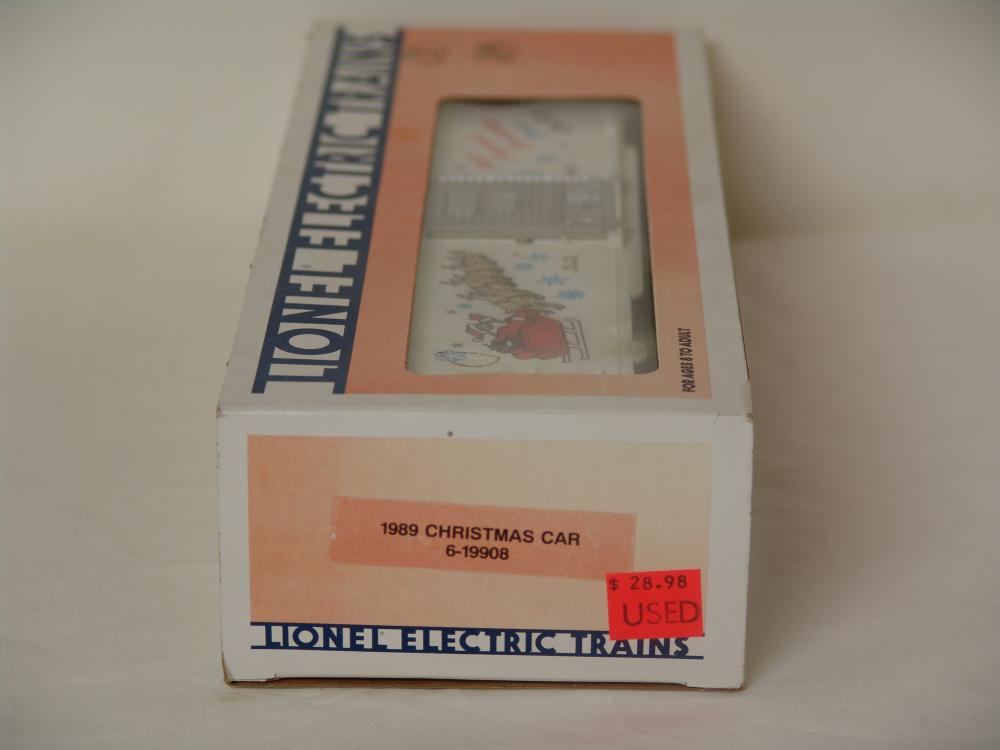 LIONEL ELECTRIC TRAINS
FOR AGES 8 TO ADULT
1989 CHRISTMAS CAR
6-19908
$ 28.98
USED
LIONEL ELECTRIC TRAINS